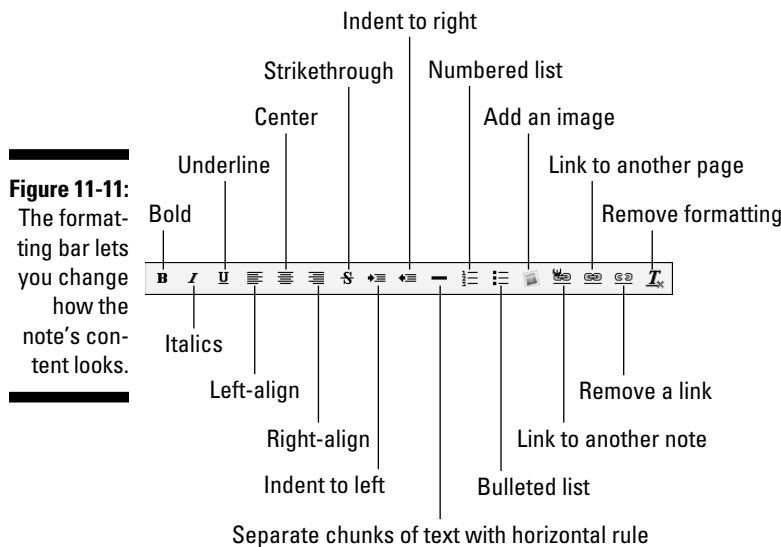 Indent to right
Strikethrough
Numbered list
Center
Add an image
Underline
Link to another page
Figure 11-11:
The format-
ting bar lets
you change
how the
note's con-
tent looks.
Bold
Remove formatting
B I U S T
Italics
Left-align
Remove a link
Right-align
Link to another note
Indent to left
Bulleted list
Separate chunks of text with horizontal rule